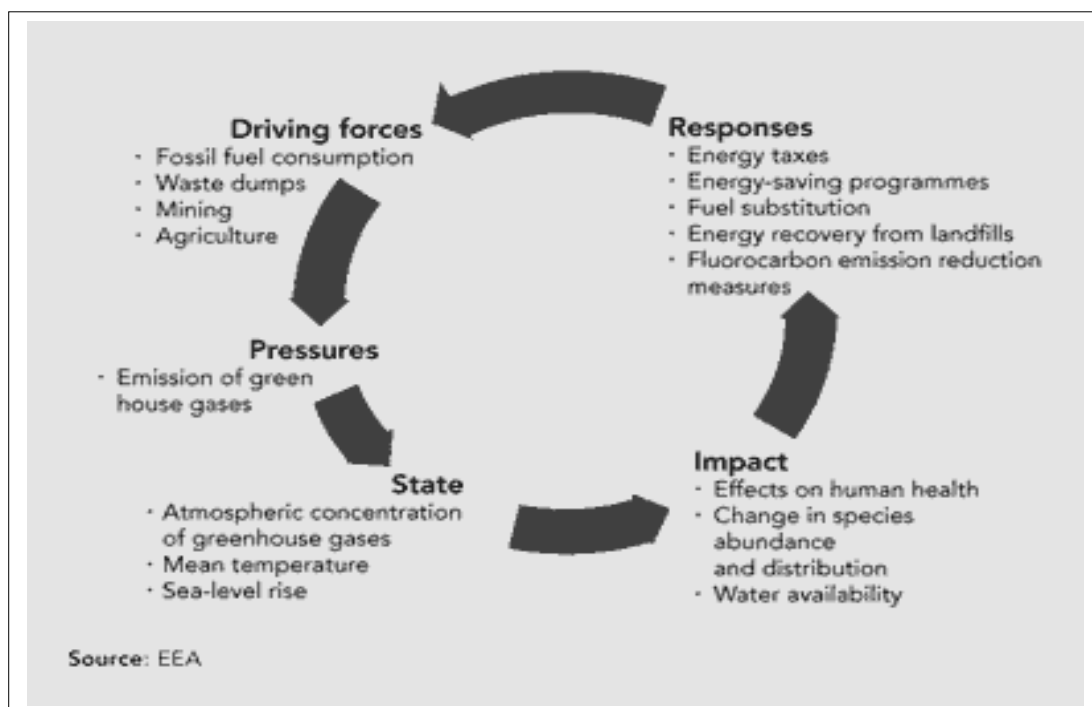 Driving forces
· Fossil fuel consumption
· Waste dumps
· Mining
· Agriculture
Pressures
· Emission of green
house gases
State
· Atmospheric concentration
of greenhouse gases
· Mean temperature
· Sea-level rise
Impact
· Effects on human health
· Change in species
abundance
and distribution
· Water availability
Responses
· Energy taxes
· Energy-saving programmes
· Fuel substitution
· Energy recovery from landfills
· Fluorocarbon emission reduction
measures
Source: EEA